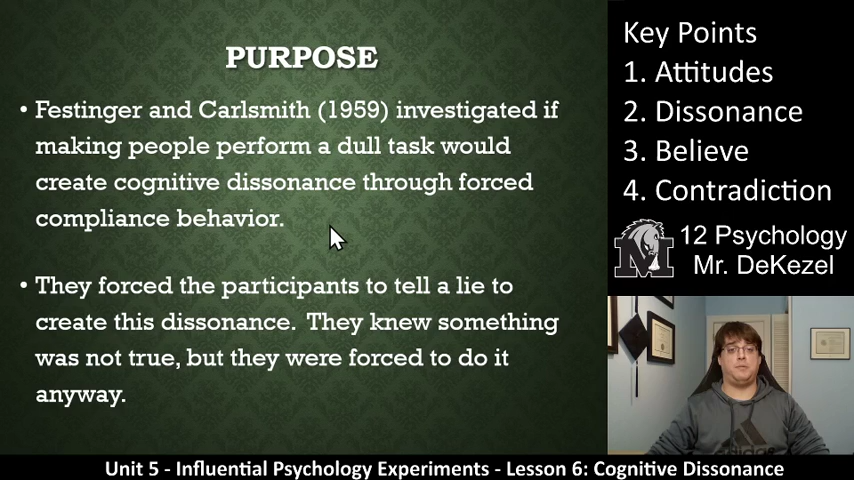 PURPOSE
• Festinger and Carlsmith (1959) investigated if
making people perform a dull task would
create cognitive dissonance through forced
compliance behavior.
• They forced the participants to tell a lie to
create this dissonance.  They knew something
was not true, but they were forced to do it
anyway.
Key Points
1. Attitudes
2. Dissonance
3. Believe
4. Contradiction
M
12 Psychology
Mr. DeKezel
adidas
Unit 5 - Influential Psychology Experiments - Lesson 6: Cognitive Dissonance